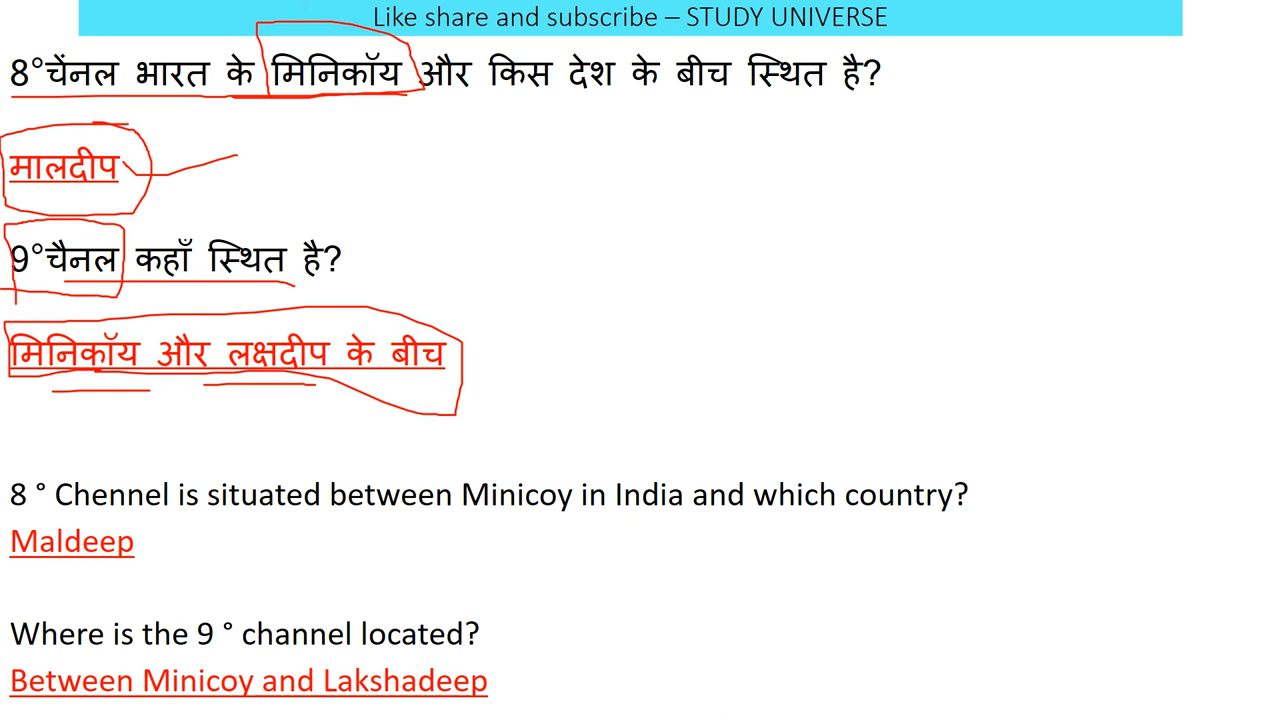 Like share and subscribe – STUDY UNIVERSE
8°चेंनल भारत के मिनिकॉय और किस देश के बीच स्थित है?
मालदीप
9°चैनल कहाँ स्थित है?
मिनिकॉय और लक्षदीप के बीच
8 ° Chennel is situated between Minicoy in India and which country?
Maldeep
Where is the 9 ° channel located?
Between Minicoy and Lakshadeep